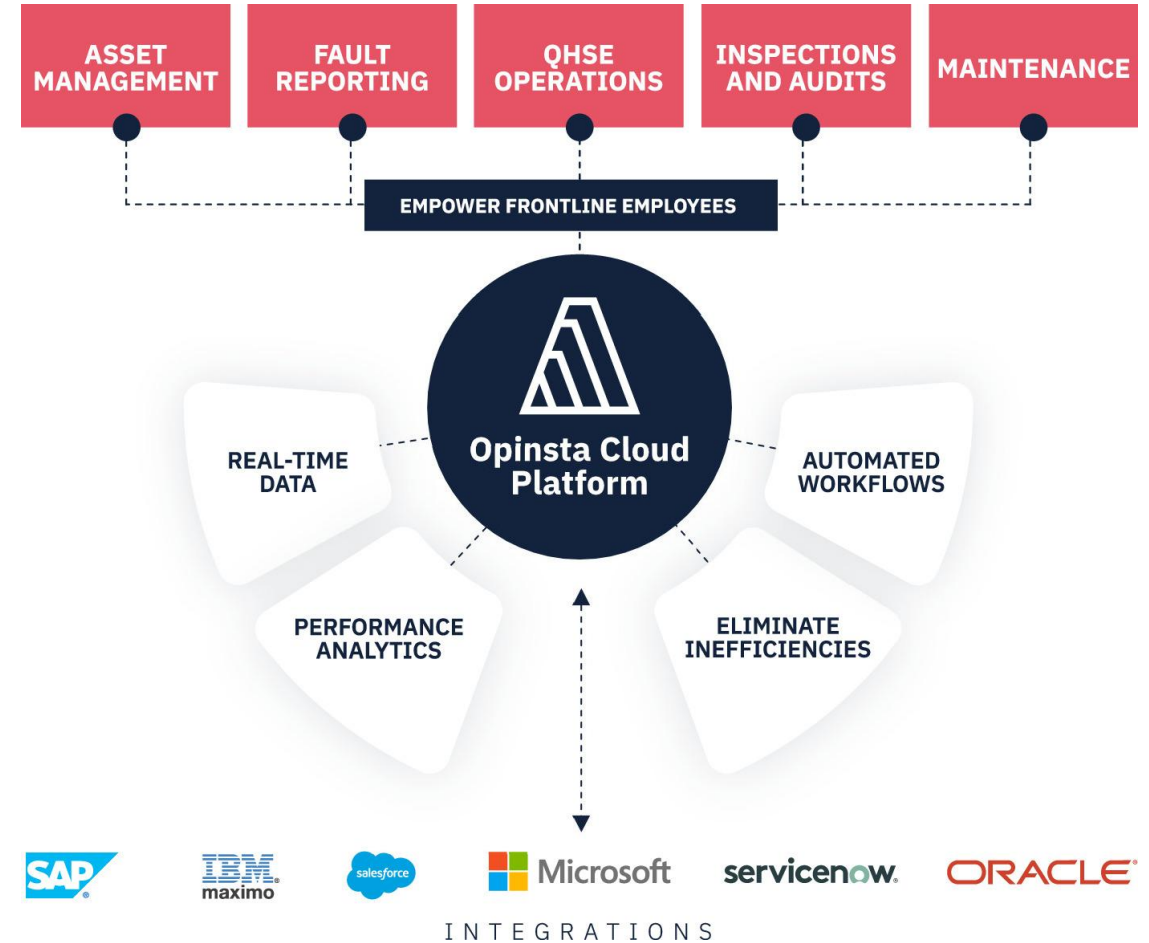 ASSET
MANAGEMENT
FAULT
REPORTING
QHSE
OPERATIONS
INSPECTIONS
AND AUDITS
MAINTENANCE
EMPOWER FRONTLINE EMPLOYEES
Opinsta Cloud
Platform
REAL-TIME
DATA
AUTOMATED
WORKFLOWS
PERFORMANCE
ANALYTICS
ELIMINATE
INEFFICIENCIES
SAP®
IBM®
maximo
salesforce
Microsoft
servicenow®
ORACLE®
INTEGRATIONS